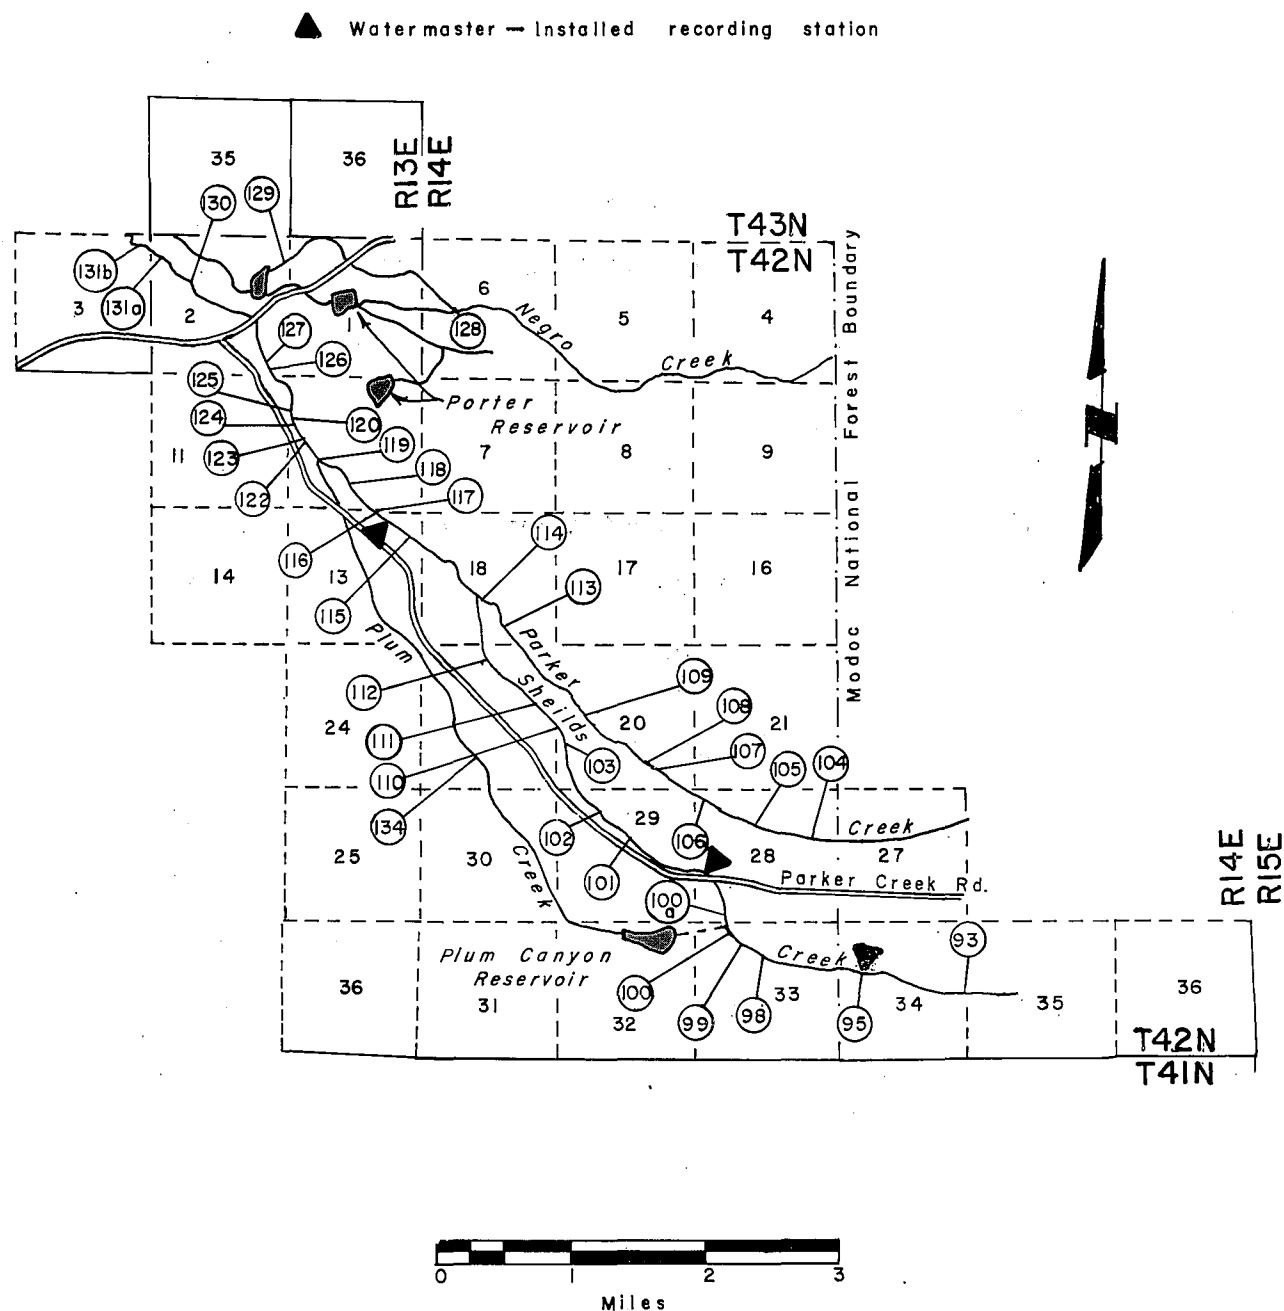 Watermaster — Installed recording station
35
36
R13E
R14E
130
129
T43N
T42N
131b
131a
3
2
1
6
5
4
Negro
Creek
127
128
126
125
124
120
Porter
Reservoir
11
123
119
118
7
8
9
122
117
116
114
14
13
18
17
16
115
113
Plum
Parker
Sheilds
112
109
108
24
111
20
21
107
110
103
105
104
134
102
29
106
Creek
25
30
Creek
101
28
27
Parker Creek Rd.
100
a
R14E
R15E
Plum Canyon
Reservoir
Creek
93
36
31
100
32
99
98
33
95
34
35
36
T42N
T41N
Modoc National Forest Boundary
N
0
1
2
3
Miles